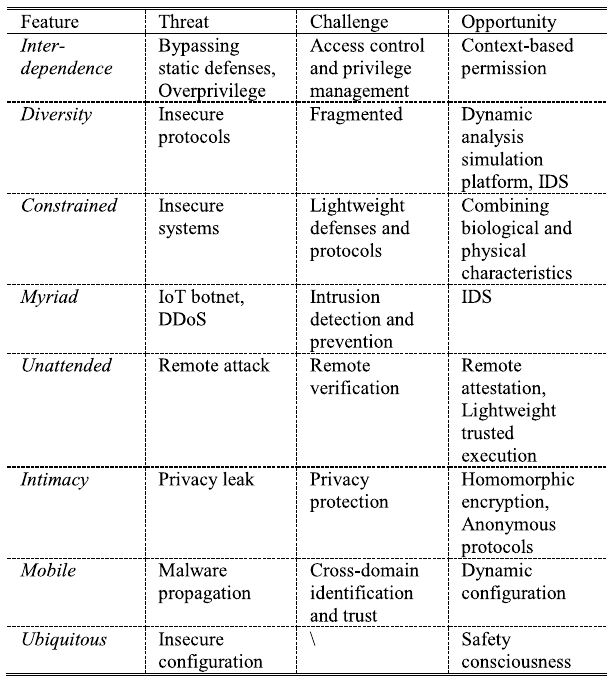 Feature Threat Challenge Opportunity
Inter- Bypassing Access control Context-based
dependence static defenses, and privilege permission
Overprivilege management
Diversity Insecure Fragmented Dynamic
protocols analysis
simulation
platform, IDS
Constrained Insecure Lightweight Combining
systems defenses and biological and
protocols physical
characteristics
Myriad IoT botnet, Intrusion IDS
DDoS detection and
prevention
Unattended Remote attack Remote Remote
verification attestation,
Lightweight
trusted
execution
Intimacy Privacy leak Privacy Homomorphic
protection encryption,
Anonymous
protocols
Mobile Malware Cross-domain Dynamic
propagation identification configuration
and trust
Ubiquitous Insecure \ Safety
configuration consciousness